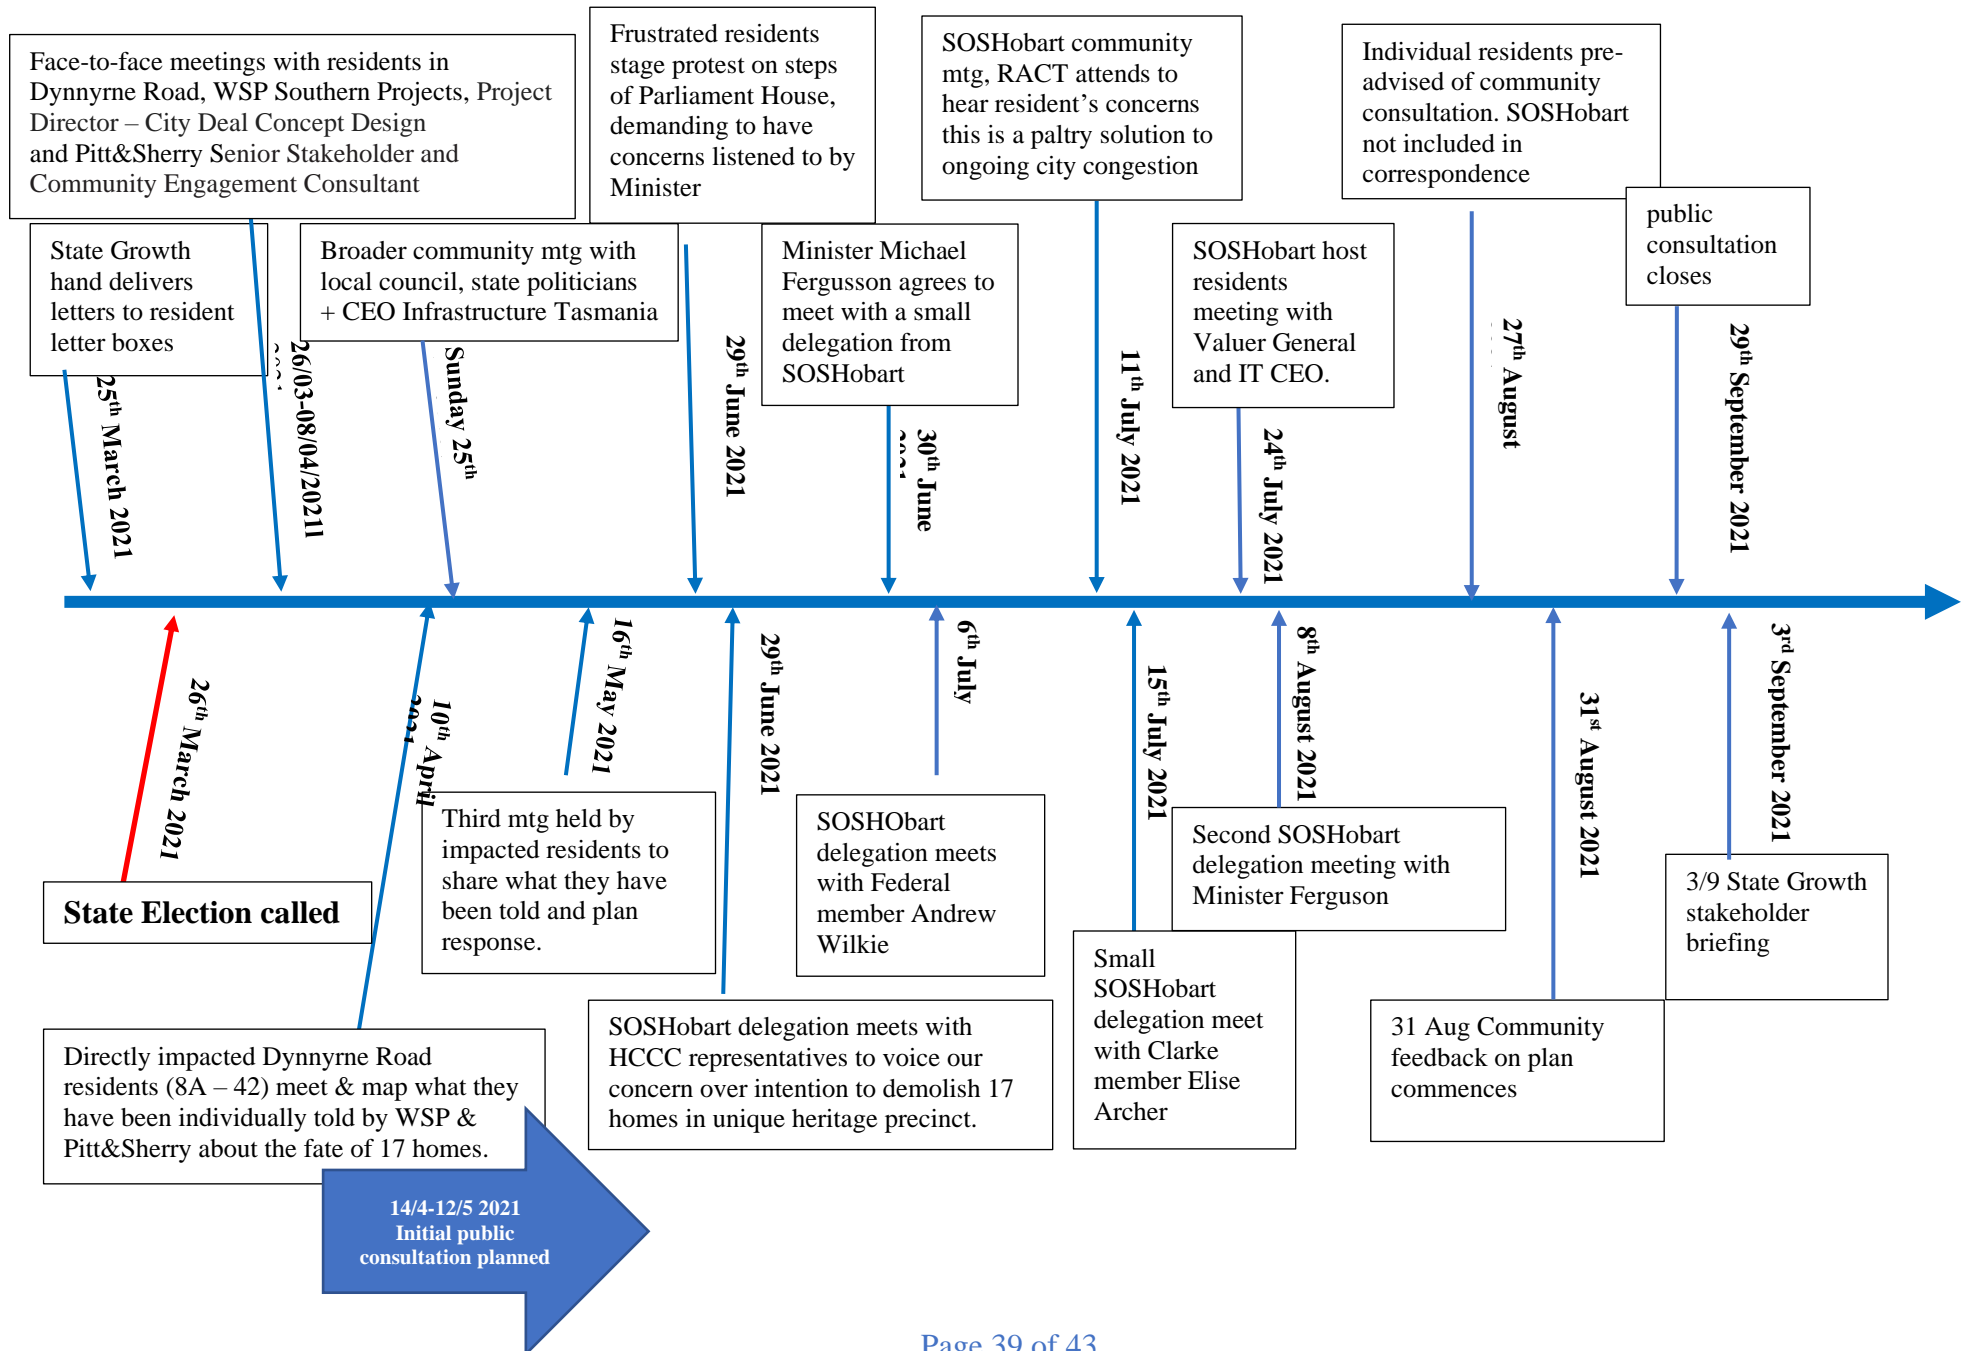 Face-to-face meetings with residents in
Dynnyrne Road, WSP Southern Projects, Project
Director – City Deal Concept Design
and Pitt&Sherry Senior Stakeholder and
Community Engagement Consultant
Frustrated residents
stage protest on steps
of Parliament House,
demanding to have
concerns listened to by
Minister
SOSHobart community
mtg, RACT attends to
hear resident’s concerns
this is a paltry solution to
ongoing city congestion
Individual residents pre-
advised of community
consultation. SOSHobart
not included in
correspondence
public
consultation
closes
State Growth
hand delivers
letters to resident
letter boxes
Broader community mtg with
local council, state politicians
+ CEO Infrastructure Tasmania
Minister Michael
Fergusson agrees to
meet with a small
delegation from
SOSHobart
SOSHobart host
residents
meeting with
Valuer General
and IT CEO.
25th March 2021
26/03-08/04/2021l
Sunday 25th
29th June 2021
30th June
11th July 2021
24th July 2021
27th August
29th September 2021
26th March 2021
10th April
16th May 2021
29th June 2021
6th July
15th July 2021
8th August 2021
31st August 2021
3rd September 2021
State Election called
Third mtg held by
impacted residents to
share what they have
been told and plan
response.
SOSHObart
delegation meets
with Federal
member Andrew
Wilkie
Second SOSHobart
delegation meeting with
Minister Ferguson
3/9 State Growth
stakeholder
briefing
Directly impacted Dynnyrne Road
residents (8A – 42) meet & map what they
have been individually told by WSP &
Pitt&Sherry about the fate of 17 homes.
SOSHobart delegation meets with
HCCC representatives to voice our
concern over intention to demolish 17
homes in unique heritage precinct.
Small
SOSHobart
delegation meet
with Clarke
member Elise
Archer
31 Aug Community
feedback on plan
commences
14/4-12/5 2021
Initial public
consultation planned
Page 39 of 43